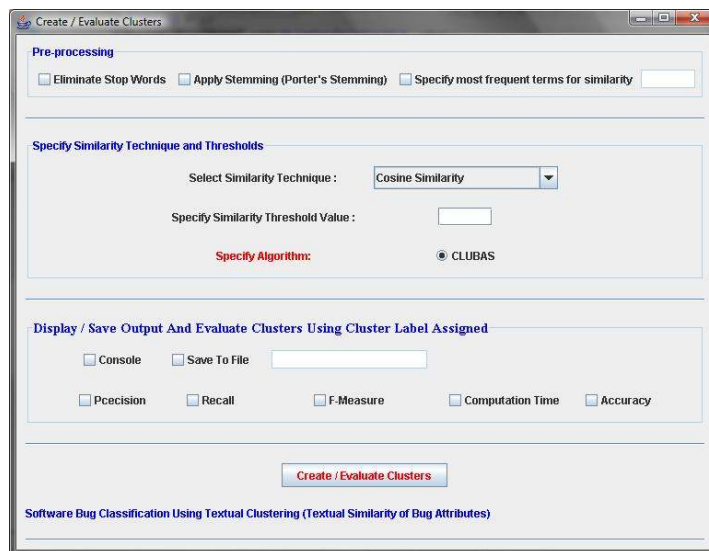 Create / Evaluate Clusters
Pre-processing
Eliminate Stop Words Apply Stemming (Porter's Stemming) Specify most frequent terms for similarity
Specify Similarity Technique and Thresholds
Select Similarity Technique : Cosine Similarity
Specify Similarity Threshold Value :
Specify Algorithm: CLUBAS
Display / Save Output And Evaluate Clusters Using Cluster Label Assigned
Console Save To File
Pcecision Recall F-Measure Computation Time Accuracy
Create / Evaluate Clusters
Software Bug Classification Using Textual Clustering (Textual Similarity of Bug Attributes)